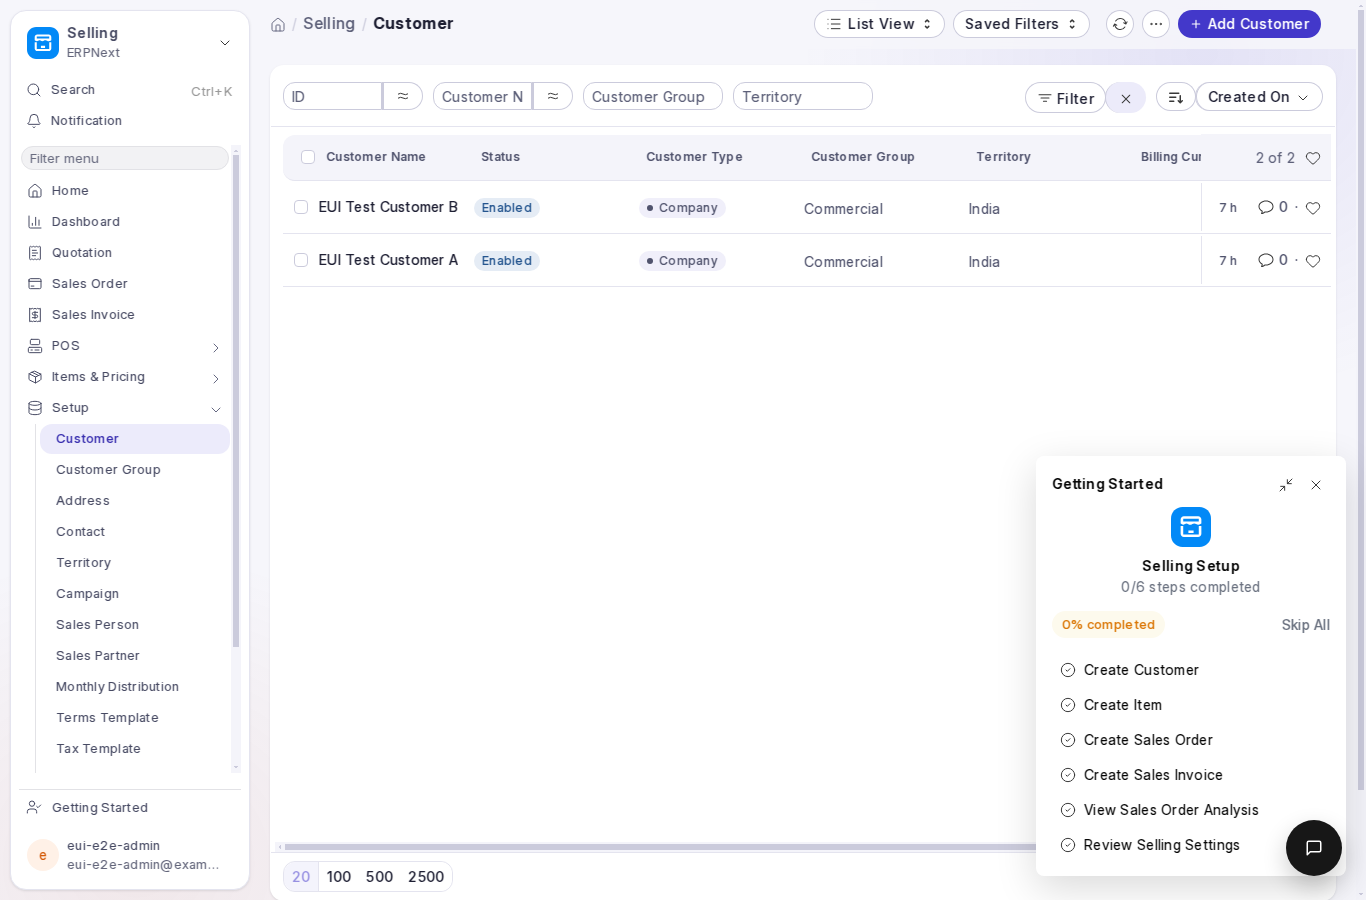 Selling
ERPNext
Search
Ctrl+K
Notification
Filter menu
Home
Dashboard
Quotation
Sales Order
Sales Invoice
POS
Items & Pricing
Setup
Customer
Customer Group
Address
Contact
Territory
Campaign
Sales Person
Sales Partner
Monthly Distribution
Terms Template
Tax Template
Getting Started
e
eui-e2e-admin
eui-e2e-admin@exam...
/ Selling / Customer
List View
Saved Filters
+ Add Customer
ID
≈
Customer N
≈
Customer Group
Territory
Filter
Created On
Customer Name
Status
Customer Type
Customer Group
Territory
Billing Cur
2 of 2
EUI Test Customer B
Enabled
Company
Commercial
India
7 h
0 ·
EUI Test Customer A
Enabled
Company
Commercial
India
7 h
0 ·
20 100 500 2500
Getting Started
Selling Setup
0/6 steps completed
0% completed
Skip All
Create Customer
Create Item
Create Sales Order
Create Sales Invoice
View Sales Order Analysis
Review Selling Settings